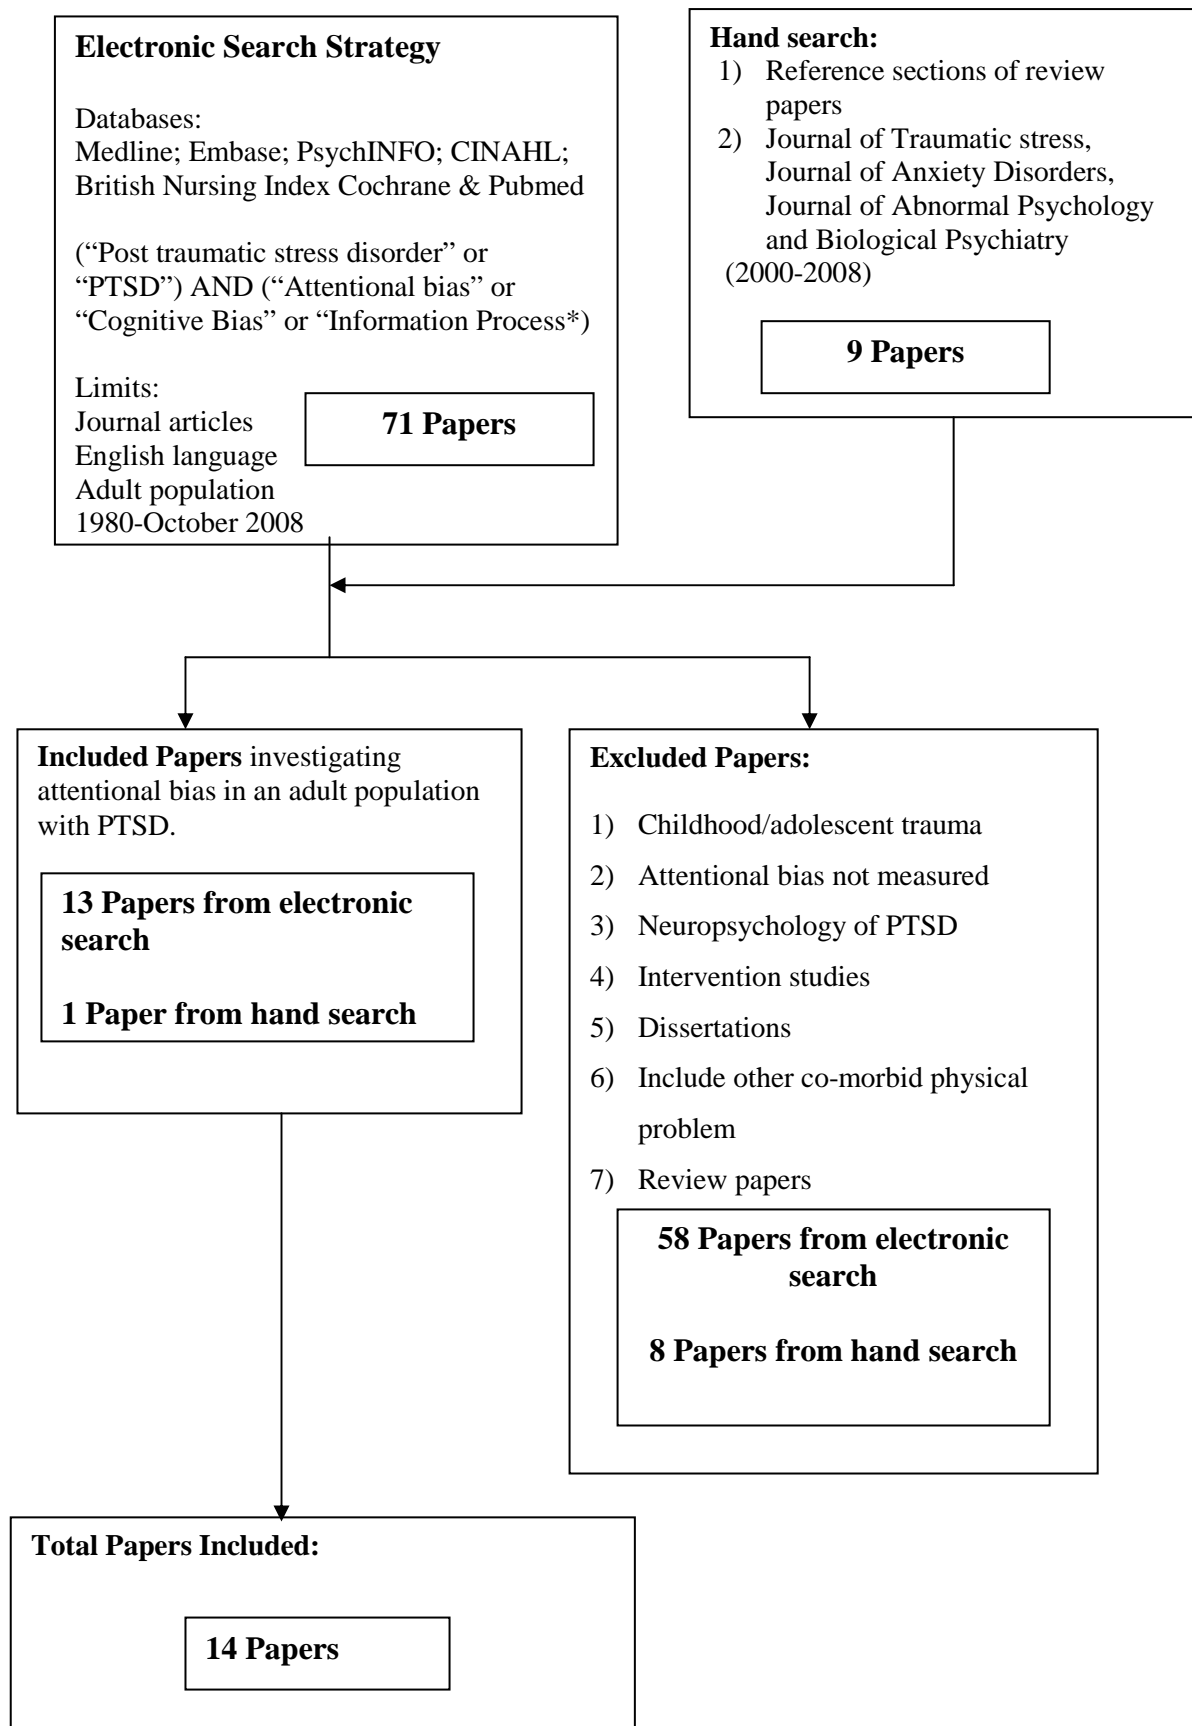 Electronic Search Strategy
Databases:
Medline; Embase; PsychINFO; CINAHL;
British Nursing Index Cochrane & Pubmed
(“Post traumatic stress disorder” or
“PTSD”) AND (“Attentional bias” or
“Cognitive Bias” or “Information Process*)
Limits:
Journal articles
English language
Adult population
1980-October 2008
71 Papers
Hand search:
1) Reference sections of review
papers
2) Journal of Traumatic stress,
Journal of Anxiety Disorders,
Journal of Abnormal Psychology
and Biological Psychiatry
(2000-2008)
9 Papers
Included Papers investigating
attentional bias in an adult population
with PTSD.
13 Papers from electronic
search
1 Paper from hand search
Excluded Papers:
1) Childhood/adolescent trauma
2) Attentional bias not measured
3) Neuropsychology of PTSD
4) Intervention studies
5) Dissertations
6) Include other co-morbid physical
problem
7) Review papers
58 Papers from electronic
search
8 Papers from hand search
Total Papers Included:
14 Papers